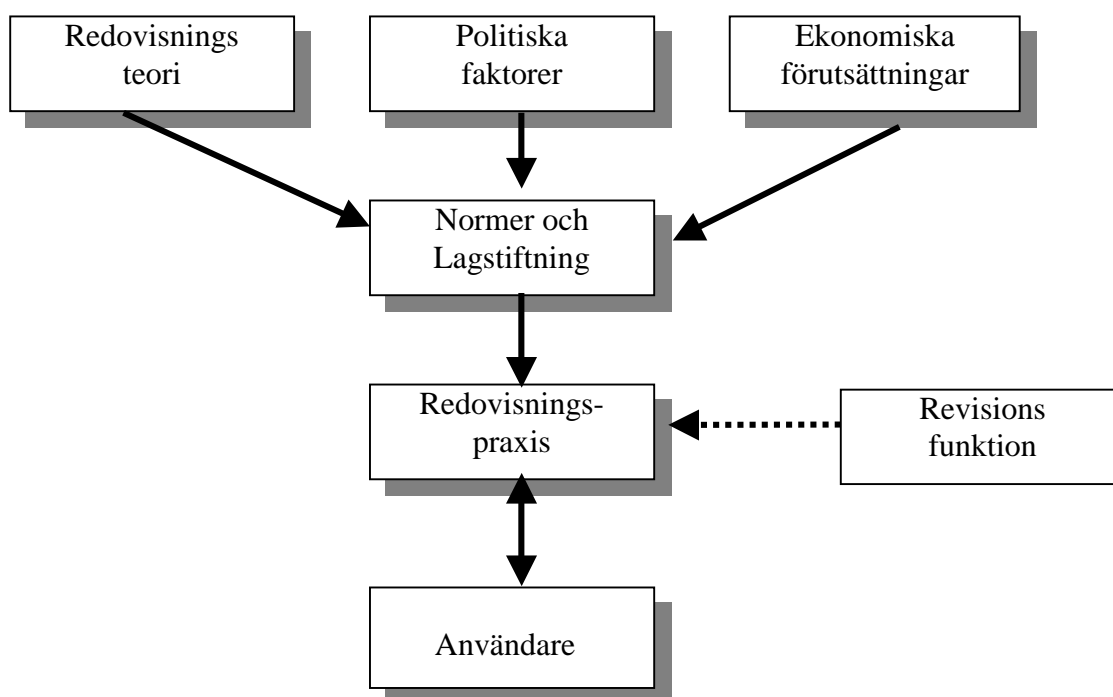 Redovisnings
teori
Politiska
faktorer
Ekonomiska
förutsättningar
Normer och
Lagstiftning
Redovisnings-
praxis
Revisions
funktion
Användare